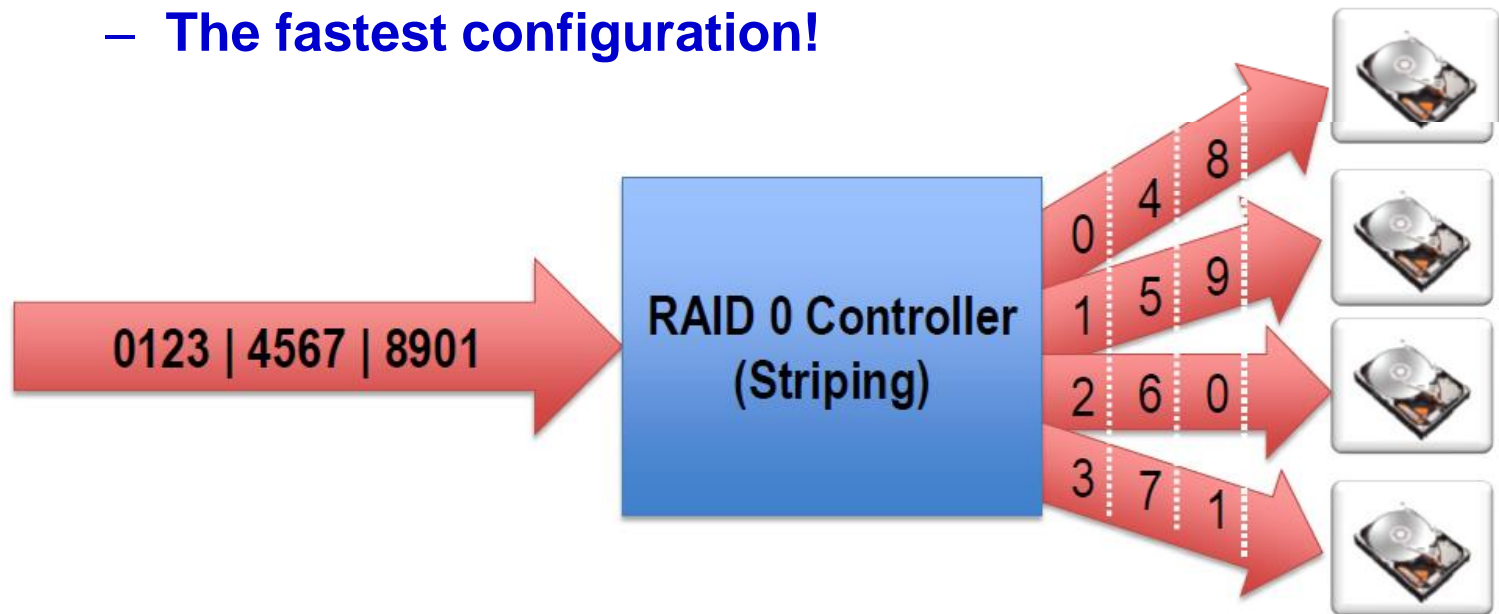 – The fastest configuration!
0123 | 4567 | 8901
RAID 0 Controller
(Striping)
0 4 8
1 5 9
2 6 0
3 7 1